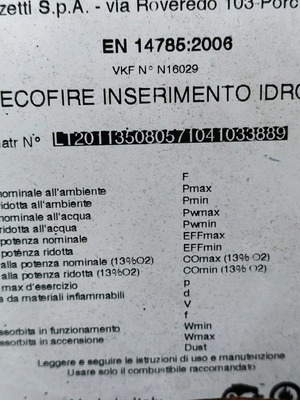 zetti S.p.A. - via Roveredo 103-Porc
EN 14785:2006
VKF N° N16029
ECOFIRE INSERIMENTO IDRO
atr N° LT201135080571041033889
F
nominale all'ambiente Pmax
ridotta all'ambiente Pmin
nominale all'acqua Pwmax
ridotta all'acqua Pwmin
potenza nominale EFFmax
potenza ridotta EFFmin
alla potenza nominale (13%O2) COmax (13% O2)
alla potenza ridotta (13%O2) COmin (13% O2)
max d'esercizio p
a da materiali infiammabili d
V
f
ssorbita in funzionamento Wmin
ssorbita in accensione Wmax
Dust
Leggere e seguire le istruzioni di uso e manutenzione
Usare solo il combustibile raccomandato